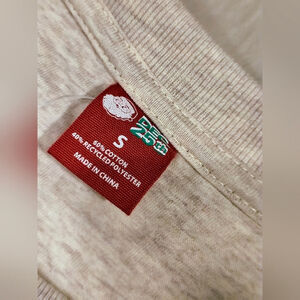 S
60% COTTON
40% RECYCLED POLYESTER
MADE IN CHINA